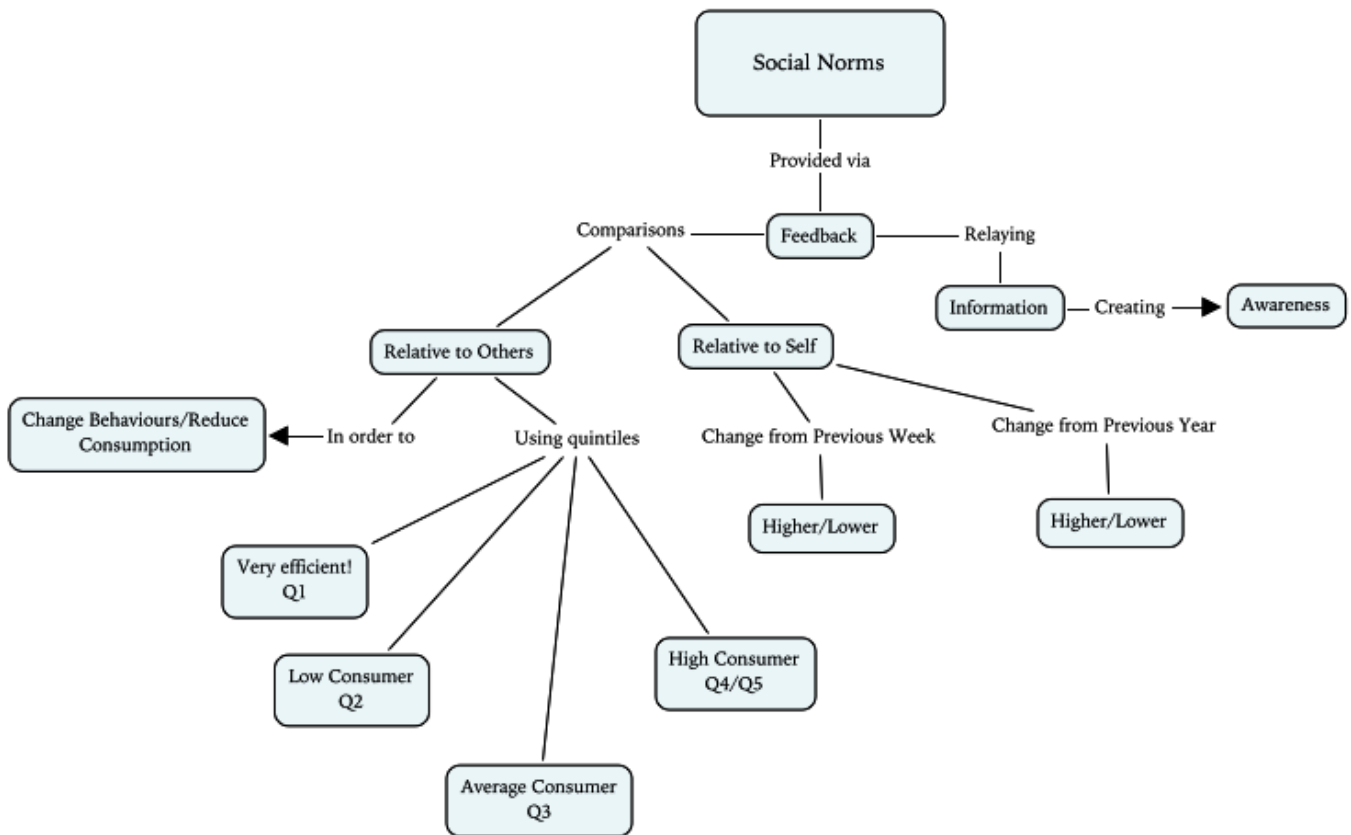 Social Norms
Provided via
Comparisons
Feedback
Relaying
Information
Creating
Awareness
Relative to Others
Relative to Self
Change Behaviours/Reduce
Consumption
In order to
Using quintiles
Change from Previous Week
Change from Previous Year
Higher/Lower
Higher/Lower
Very efficient!
Q1
Low Consumer
Q2
High Consumer
Q4/Q5
Average Consumer
Q3